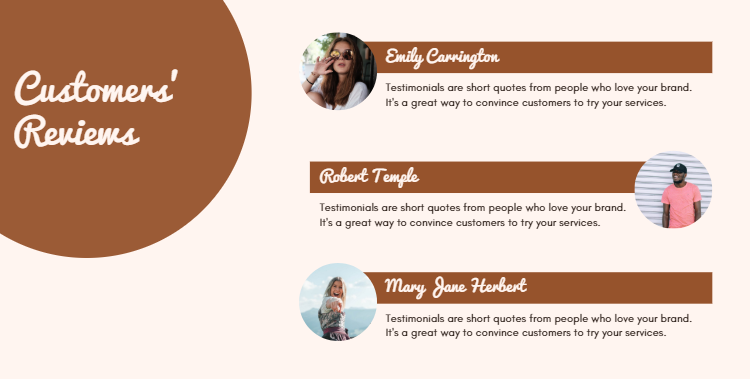 Customers'
Reviews
Emily Carrington
Testimonials are short quotes from people who love your brand.
It's a great way to convince customers to try your services.
Robert Temple
Testimonials are short quotes from people who love your brand.
It's a great way to convince customers to try your services.
Mary Jane Herbert
Testimonials are short quotes from people who love your brand.
It's a great way to convince customers to try your services.